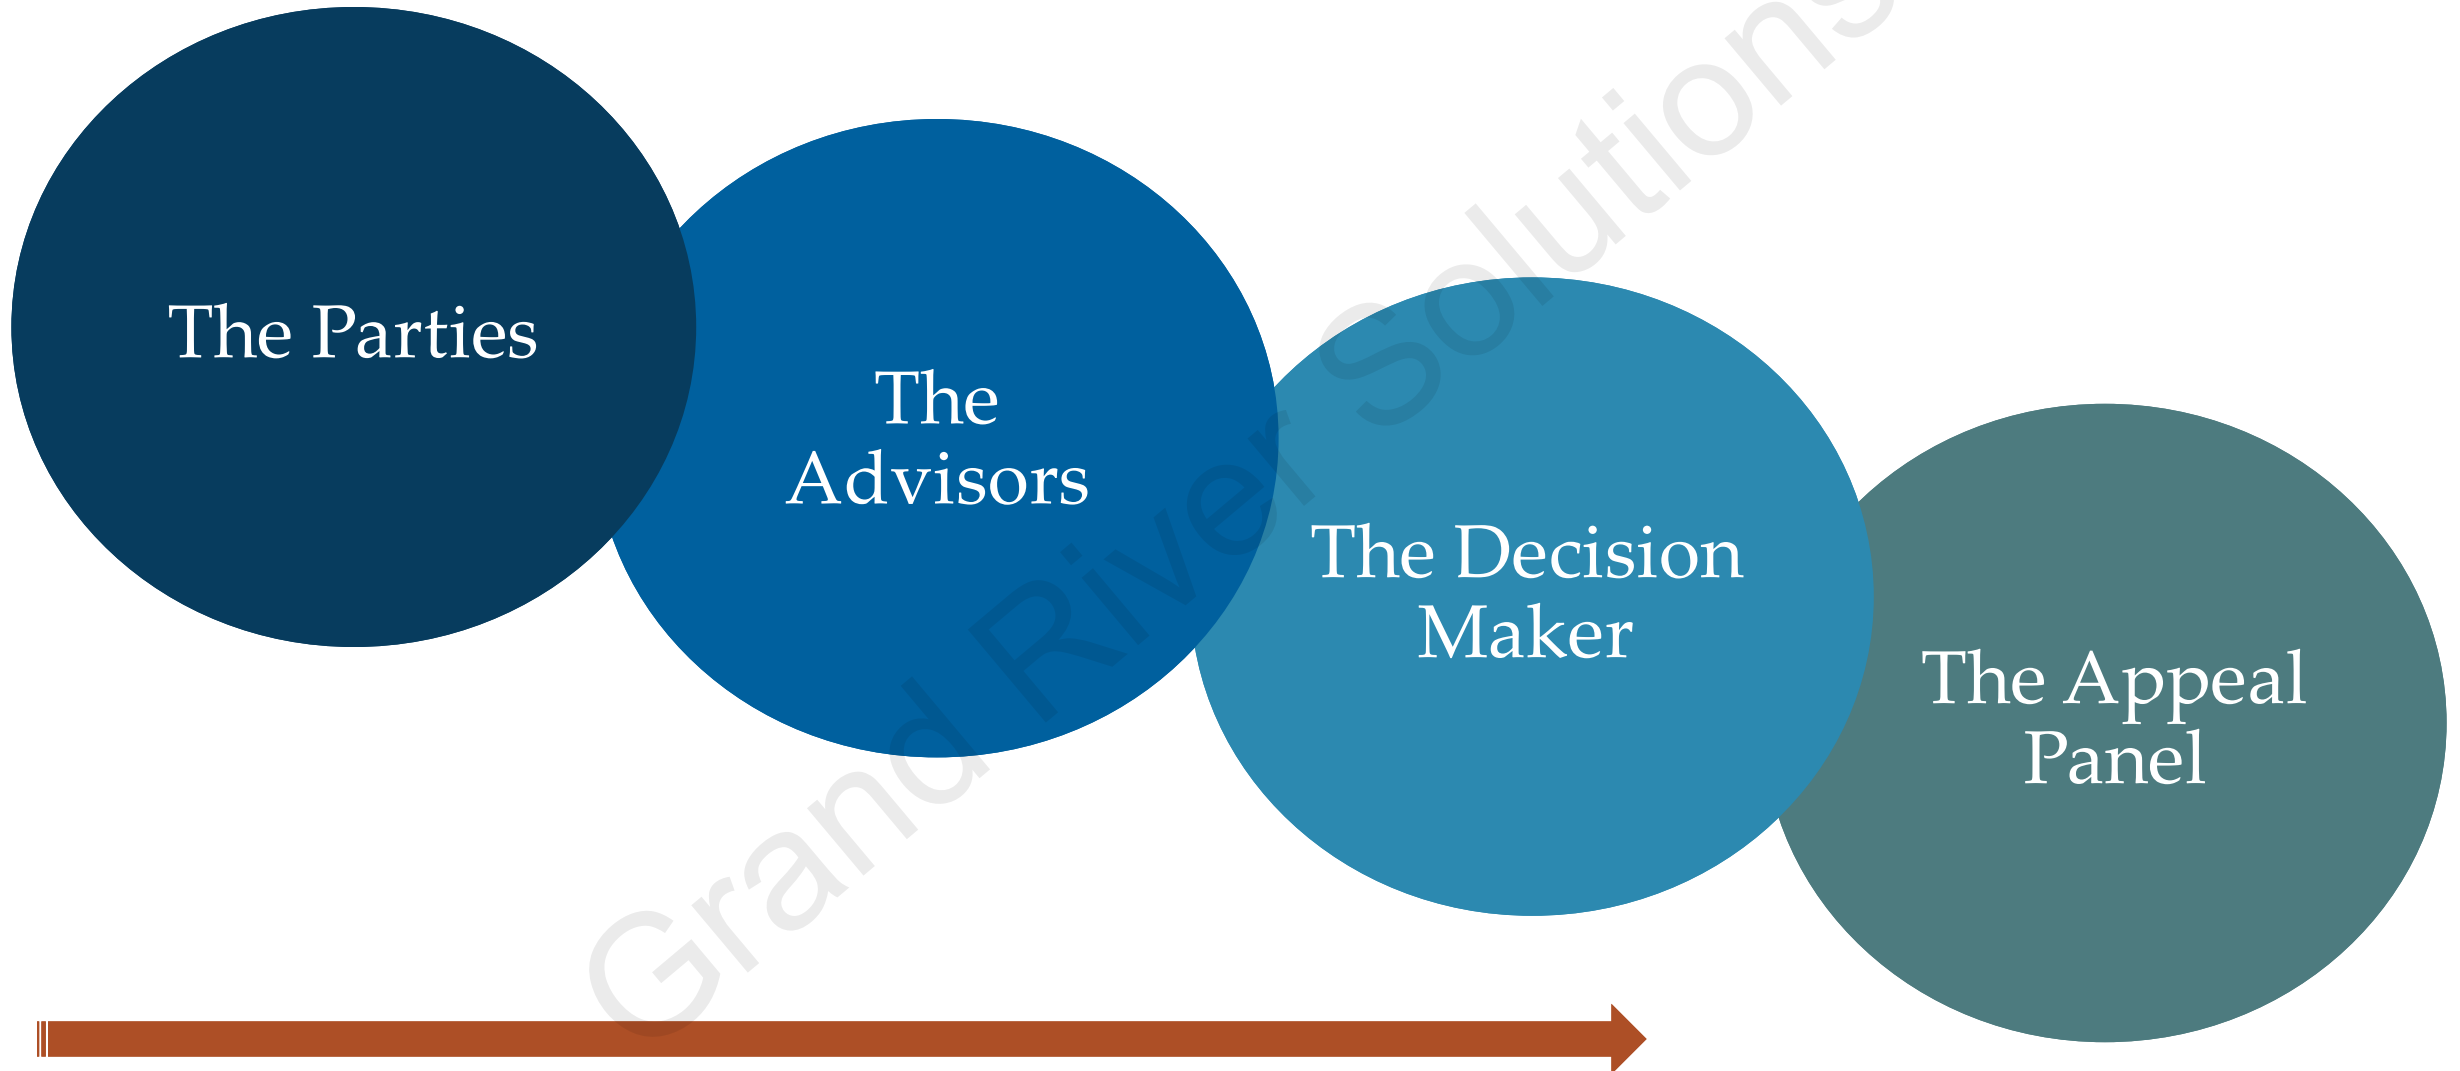 The Parties
The
Advisors
The Decision
Maker
The Appeal
Panel
Grand River Solutions